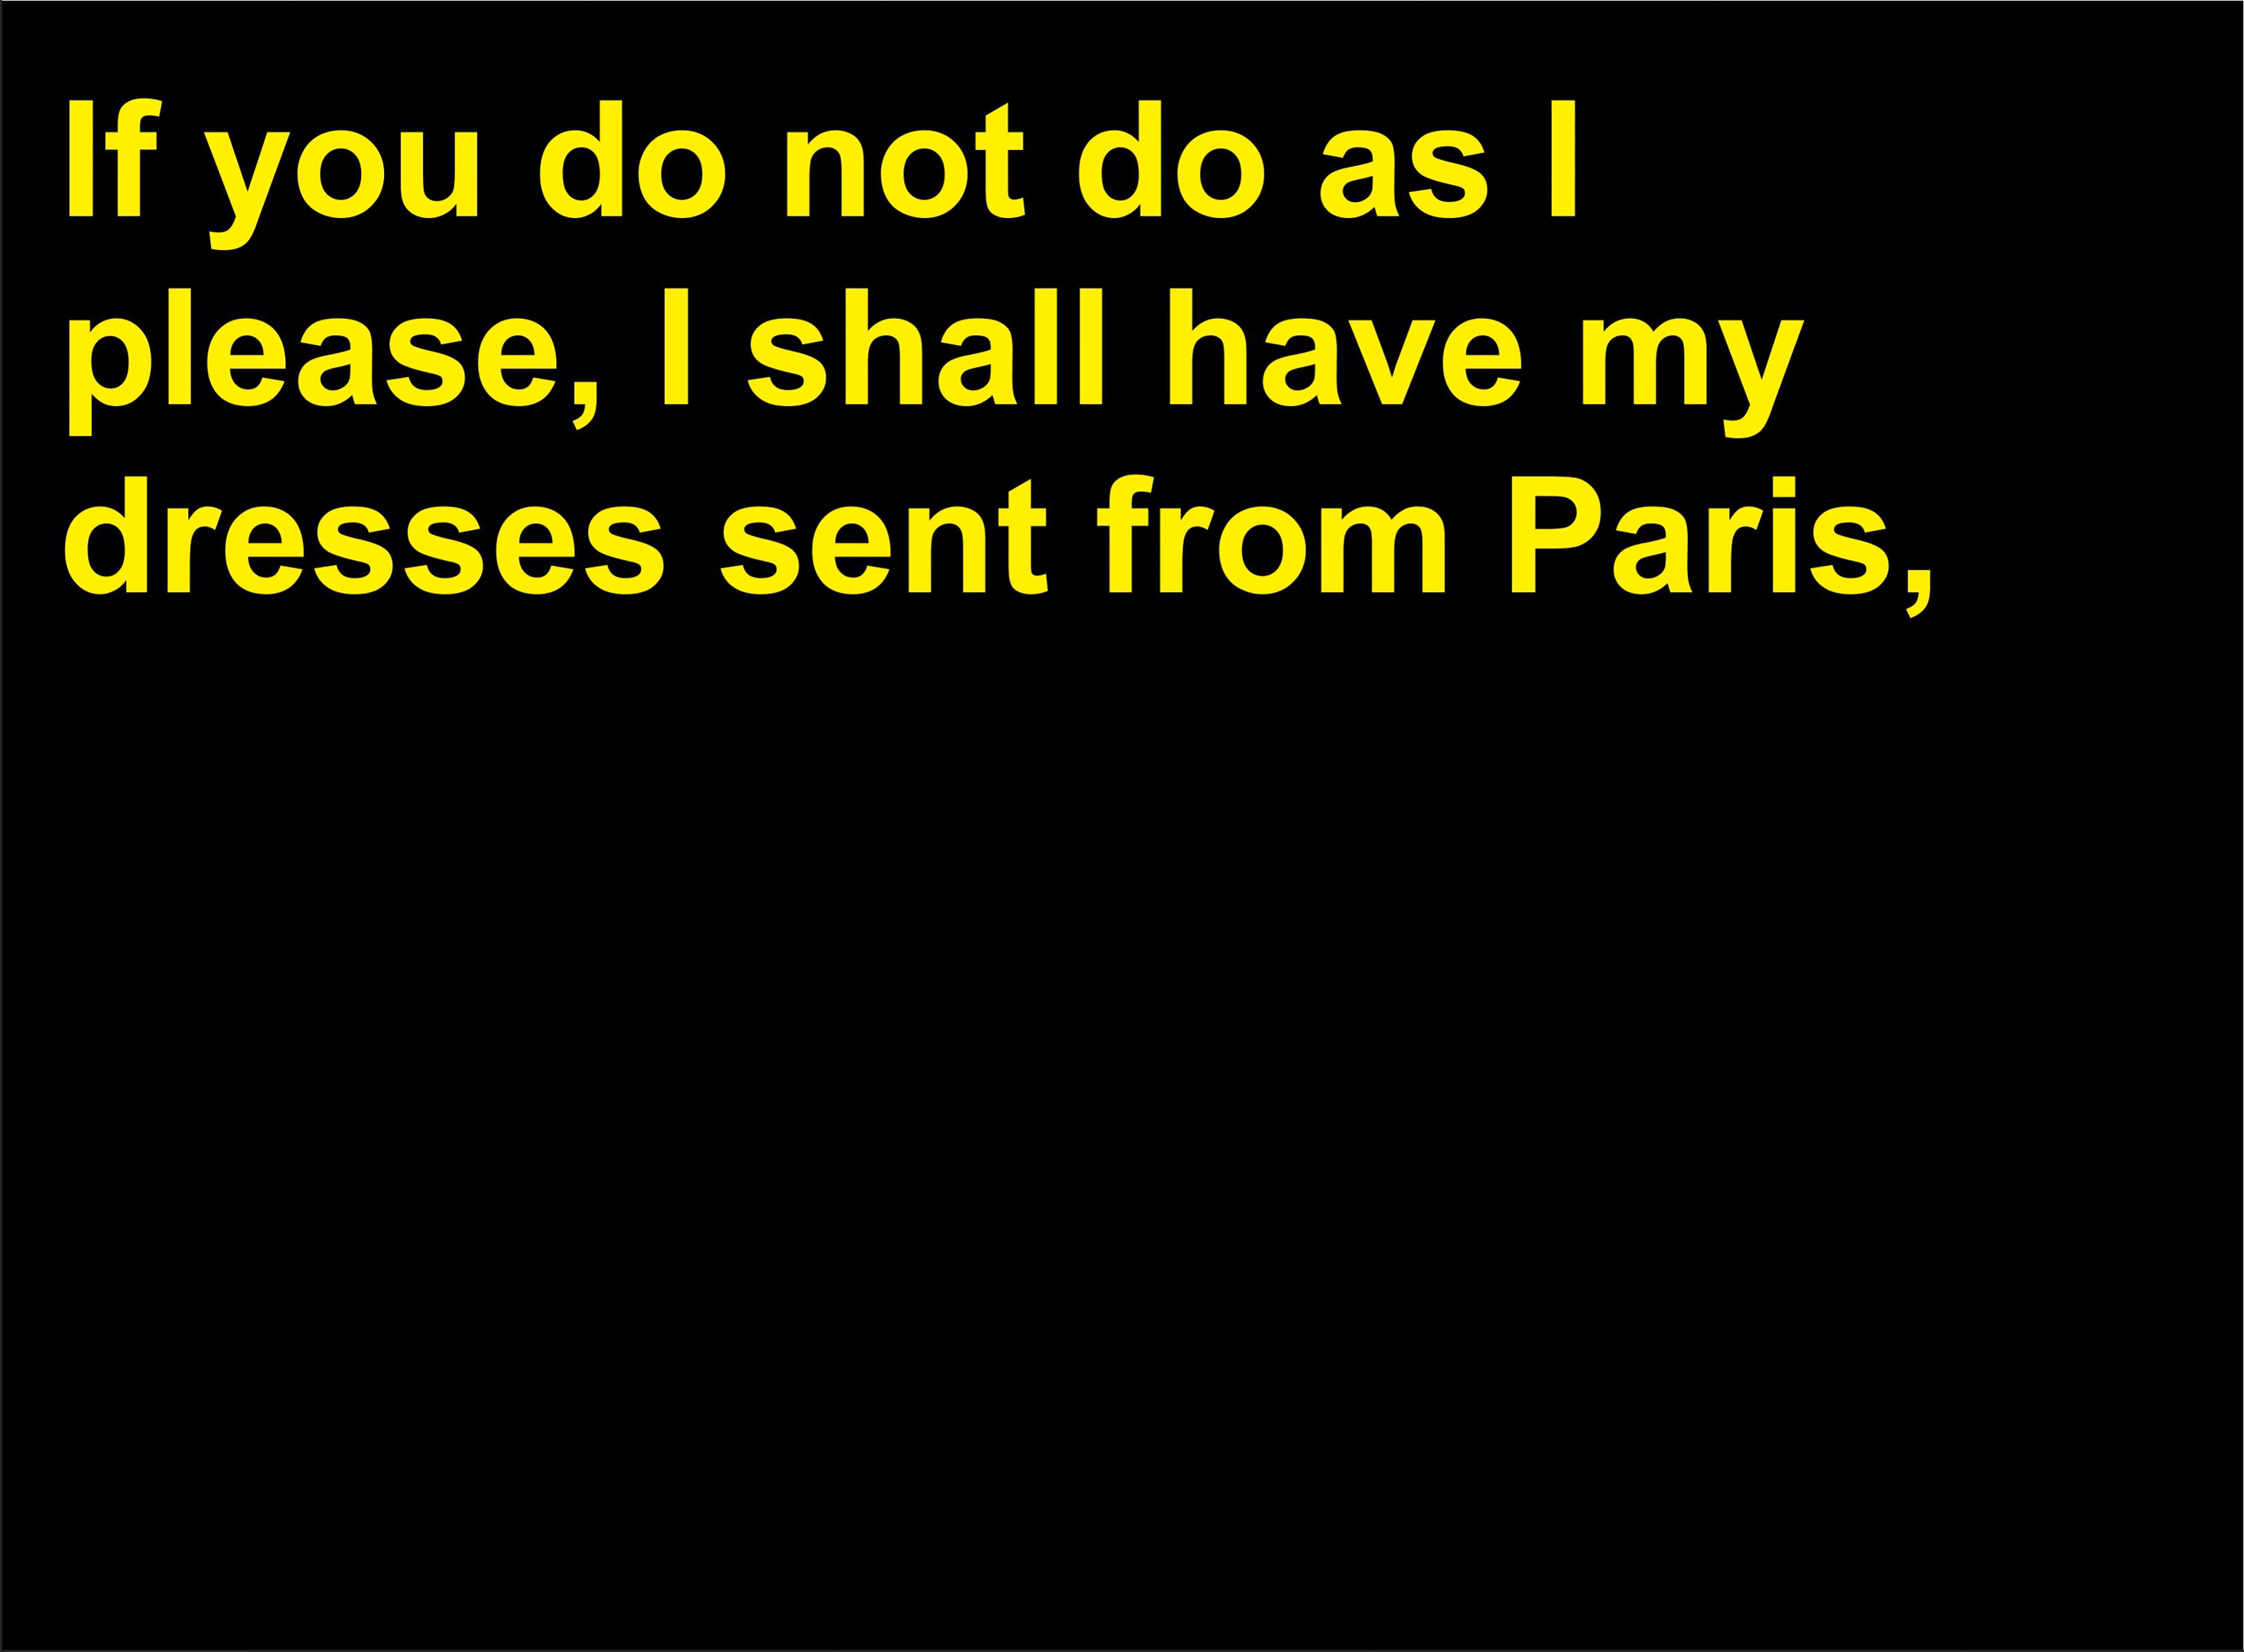 If you do not do as I
please, I shall have my
dresses sent from Paris,